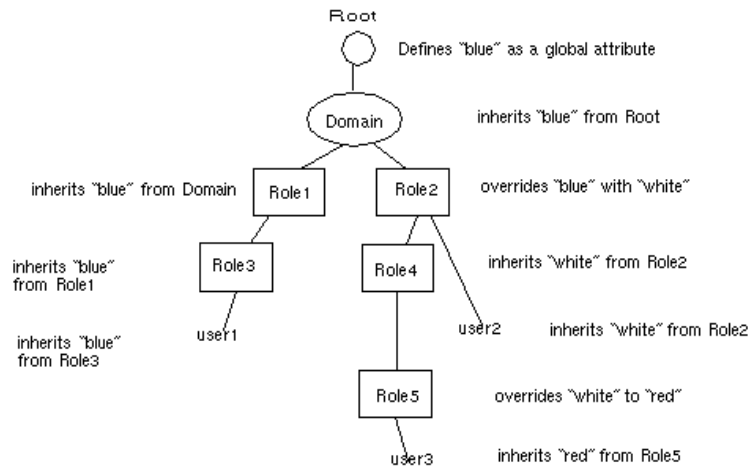 Root
Defines "blue" as a global attribute
Domain
inherits "blue" from Root
inherits "blue" from Domain
Role1
Role2
overrides "blue" with "white"
inherits "blue"
from Role1
Role3
Role4
inherits "white" from Role2
inherits "blue"
from Role3
user1
user2
inherits "white" from Role2
Role5
overrides "white" to "red"
user3
inherits "red" from Role5